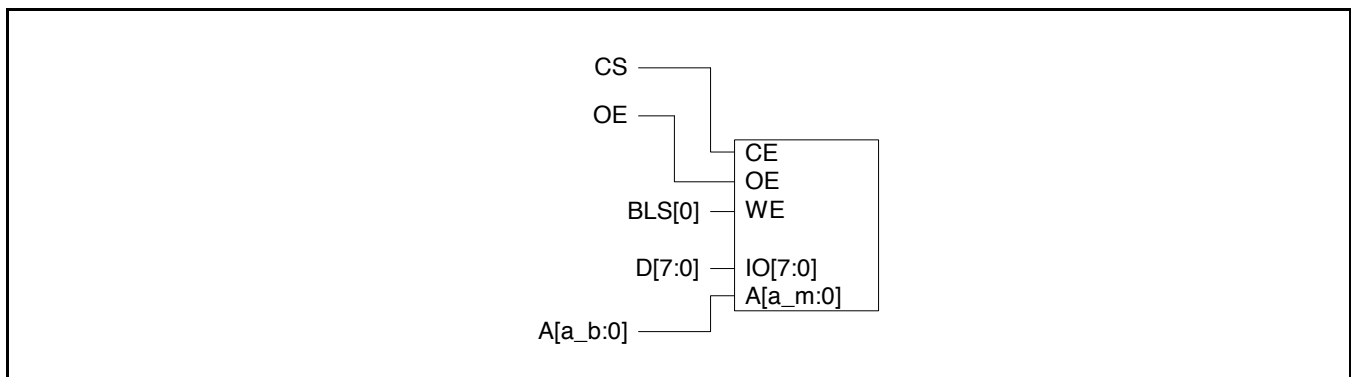 CS
OE
CE
OE
BLS[0]
WE
D[7:0]
IO[7:0]
A[a_m:0]
A[a_b:0]